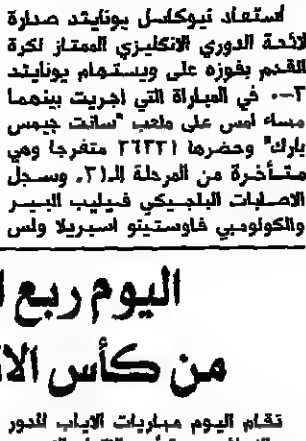 استعاد نيوكاسل يونايتد صدارة
لائحة الدوري الانكليزي الممتاز لكرة
القدم بفوزه على ويستهام يونايتد
٣-٠ في المباراة التي اجريت بينهما
مساء امس على ملعب "سانت جيمس
بارك" وحضرها ٣٦٣٣١ متفرجا وهي
متأخرة من المرحلة الـ٣١. وسجل
الاصابات البلجيكي فيليب البير
والكولومبي فاوستينو اسبريلا ولس
اليوم ربع ا
من كأس الات
تقام اليوم مباريات الاياب للدور